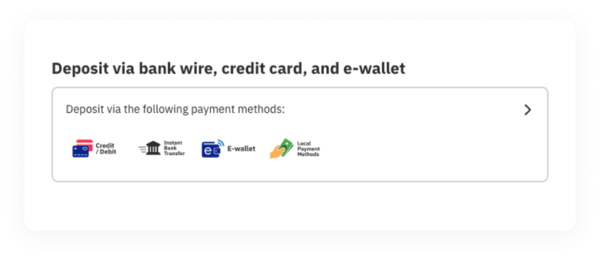 Deposit via bank wire, credit card, and e-wallet
Deposit via the following payment methods:
Credit
/ Debit
Instant
Bank
Transfer
e
E-wallet
Local
Payment
Methods